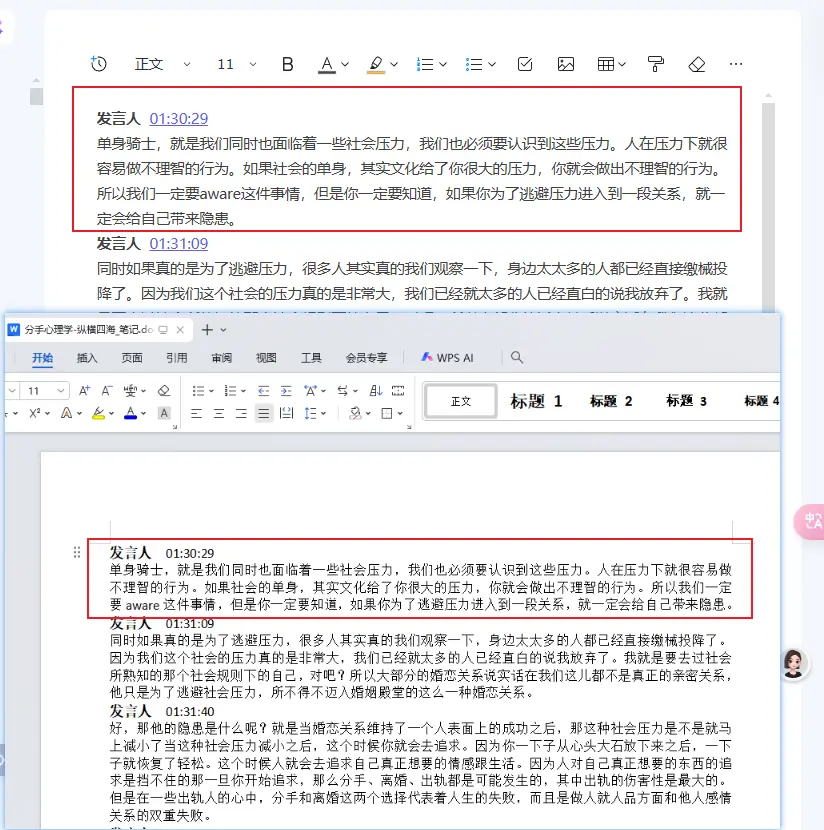 正文 11 B A
发言人 01:30:29
单身骑士，就是我们同时也面临着一些社会压力，我们也必须要认识到这些压力。人在压力下就很
容易做不理智的行为。如果社会的单身，其实文化给了你很大的压力，你就会做出不理智的行为。
所以我们一定要aware这件事情，但是你一定要知道，如果你为了逃避压力进入到一段关系，就一
定会给自己带来隐患。
发言人 01:31:09
同时如果真的是为了逃避压力，很多人其实真的我们观察一下，身边太太多的人都已经直接缴械投
降了。因为我们这个社会的压力真的是非常大，我们已经就太多的人已经直白的说我放弃了。我就
W 分手心理学-纵横四海_笔记.do
开始 插入 页面 引用 审阅 视图 工具 会员专享 WPS AI
11 A⁺ A⁻
X² A A A
正文 标题 1 标题 2 标题 3 标题 4
发言人 01:30:29
单身骑士，就是我们同时也面临着一些社会压力，我们也必须要认识到这些压力。人在压力下就很容易做
不理智的行为。如果社会的单身，其实文化给了你很大的压力，你就会做出不理智的行为。所以我们一定
要 aware 这件事情，但是你一定要知道，如果你为了逃避压力进入到一段关系，就一定会给自己带来隐患。
发言人 01:31:09
同时如果真的是为了逃避压力，很多人其实真的我们观察一下，身边太太多的人都已经直接缴械投降了。
因为我们这个社会的压力真的是非常大，我们已经就太多的人已经直白的说我放弃了。我就是要去过社会
所熟知的那个社会规则下的自己，对吧？所以大部分的婚恋关系说实话在我们这儿都不是真正的亲密关系，
他只是为了逃避社会压力，所不得不迈入婚姻殿堂的这么一种婚恋关系。
发言人 01:31:40
好，那他的隐患是什么呢？就是当婚恋关系维持了一个人表面上的成功之后，那这种社会压力是不是就马
上减小了当这种社会压力减小之后，这个时候你就会去追求。因为你一下子从心头大石放下来之后，一下
子就恢复了轻松。这个时候人就会去追求自己真正想要的情感跟生活。因为人对自己真正想要的东西的追
求是挡不住的那一旦你开始追求，那么分手、离婚、出轨都是可能发生的，其中出轨的伤害性是最大的。
但是在一些出轨人的心中，分手和离婚这两个选择代表着人生的失败，而且是做人就人品方面和他人感情
关系的双重失败。